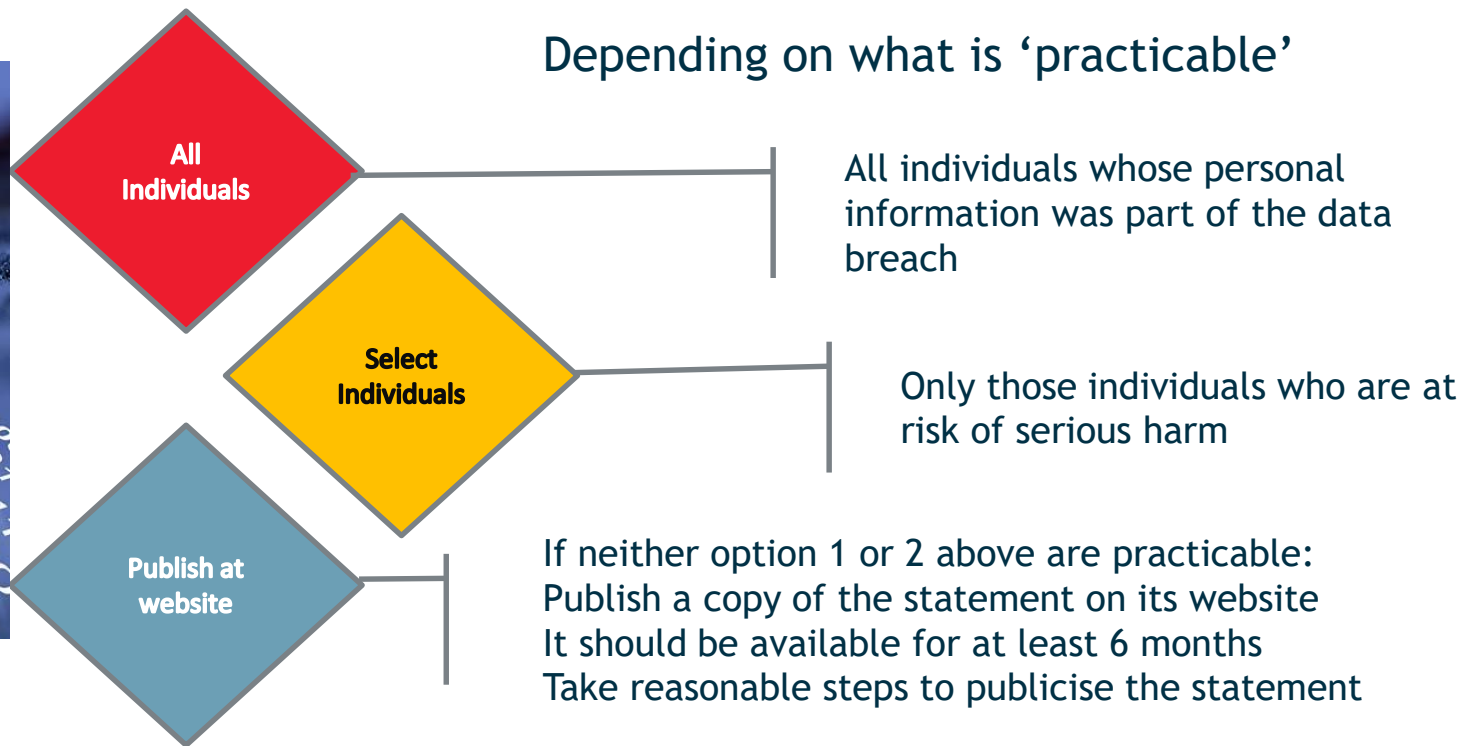 Depending on what is ‘practicable’
All
Individuals
All individuals whose personal
information was part of the data
breach
Select
Individuals
Only those individuals who are at
risk of serious harm
Publish at
website
If neither option 1 or 2 above are practicable:
Publish a copy of the statement on its website
It should be available for at least 6 months
Take reasonable steps to publicise the statement